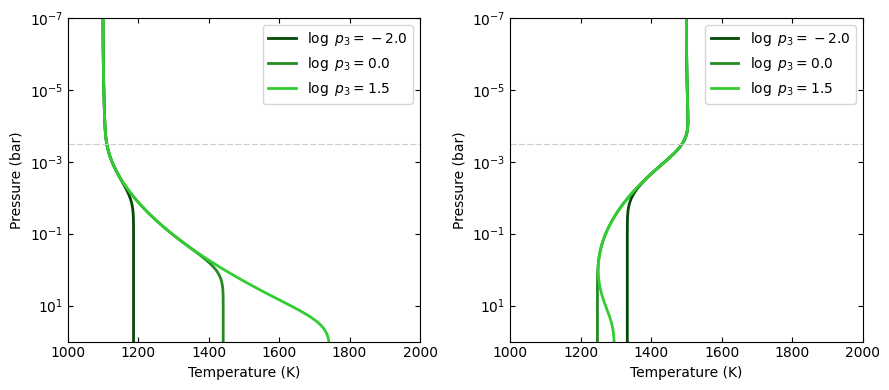 10⁻⁷
10⁻⁵
10⁻³
10⁻¹
10¹
Pressure (bar)
log p₃ = −2.0
log p₃ = 0.0
log p₃ = 1.5
1000 1200 1400 1600 1800 2000
Temperature (K)
10⁻⁷
10⁻⁵
10⁻³
10⁻¹
10¹
Pressure (bar)
log p₃ = −2.0
log p₃ = 0.0
log p₃ = 1.5
1000 1200 1400 1600 1800 2000
Temperature (K)